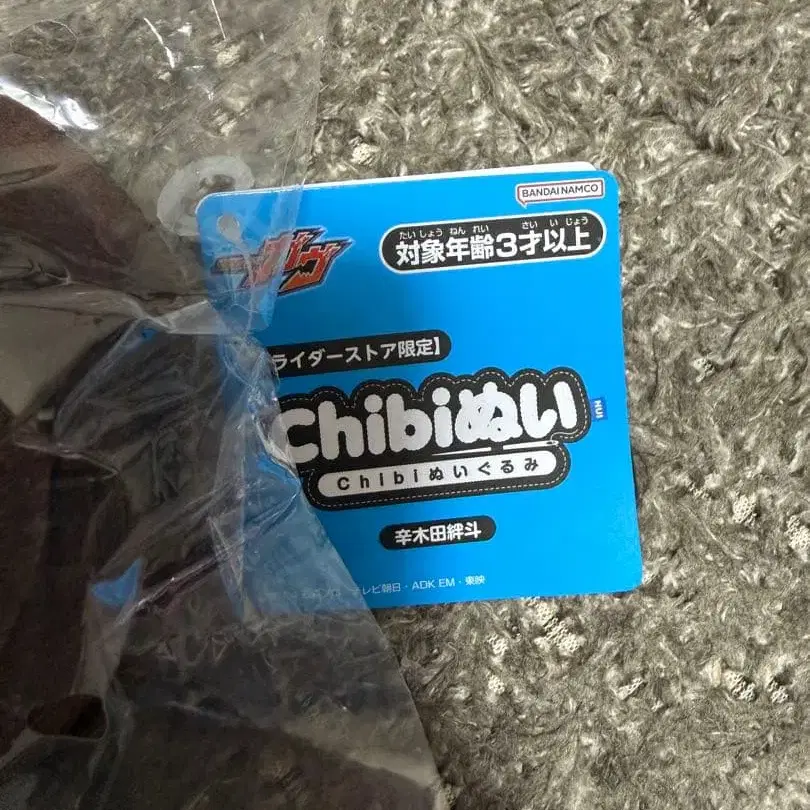 BANDAI NAMCO
ガヴ
たいしょう ねん れい さい い じょう
対象年齢3才以上
ライダーストア限定】
Chibiぬい
NUI
Chibiぬいぐるみ
辛木田絆斗
テレビ朝日・ADK EM・東映